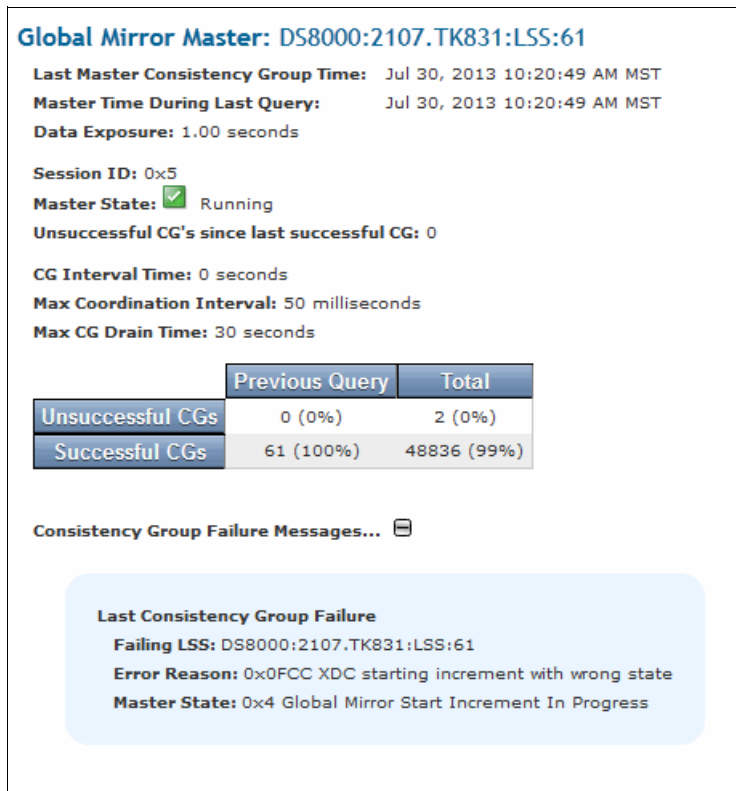 Global Mirror Master: DS8000:2107.TK831:LSS:61
Last Master Consistency Group Time: Jul 30, 2013 10:20:49 AM MST
Master Time During Last Query: Jul 30, 2013 10:20:49 AM MST
Data Exposure: 1.00 seconds
Session ID: 0x5
Master State: Running
Unsuccessful CG's since last successful CG: 0
CG Interval Time: 0 seconds
Max Coordination Interval: 50 milliseconds
Max CG Drain Time: 30 seconds
Previous Query Total
Unsuccessful CGs 0 (0%) 2 (0%)
Successful CGs 61 (100%) 48836 (99%)
Consistency Group Failure Messages...
Last Consistency Group Failure
Failing LSS: DS8000:2107.TK831:LSS:61
Error Reason: 0x0FCC XDC starting increment with wrong state
Master State: 0x4 Global Mirror Start Increment In Progress